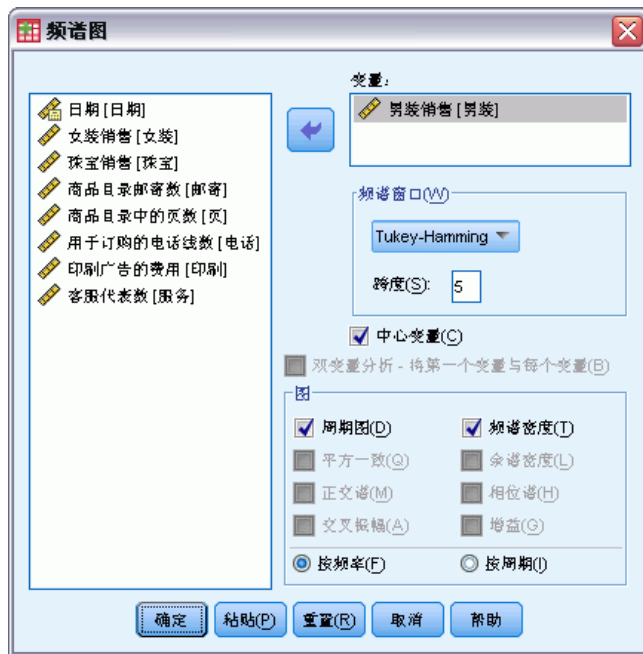 频谱图
变量:
日期 [日期]
女装销售 [女装]
珠宝销售 [珠宝]
商品目录邮寄数 [邮寄]
商品目录中的页数 [页]
用于订购的电话线数 [电话]
印刷广告的费用 [印刷]
客服代表数 [服务]
男装销售 [男装]
频谱窗口(W)
Tukey-Hamming
跨度(S): 5
中心变量(C)
双变量分析 - 将第一个变量与每个变量(B)
图
周期图(D) 频谱密度(T)
平方一致(Q) 余谱密度(L)
正交谱(M) 相位谱(H)
交叉振幅(A) 增益(G)
按频率(F) 按周期(I)
确定 粘贴(P) 重置(R) 取消 帮助